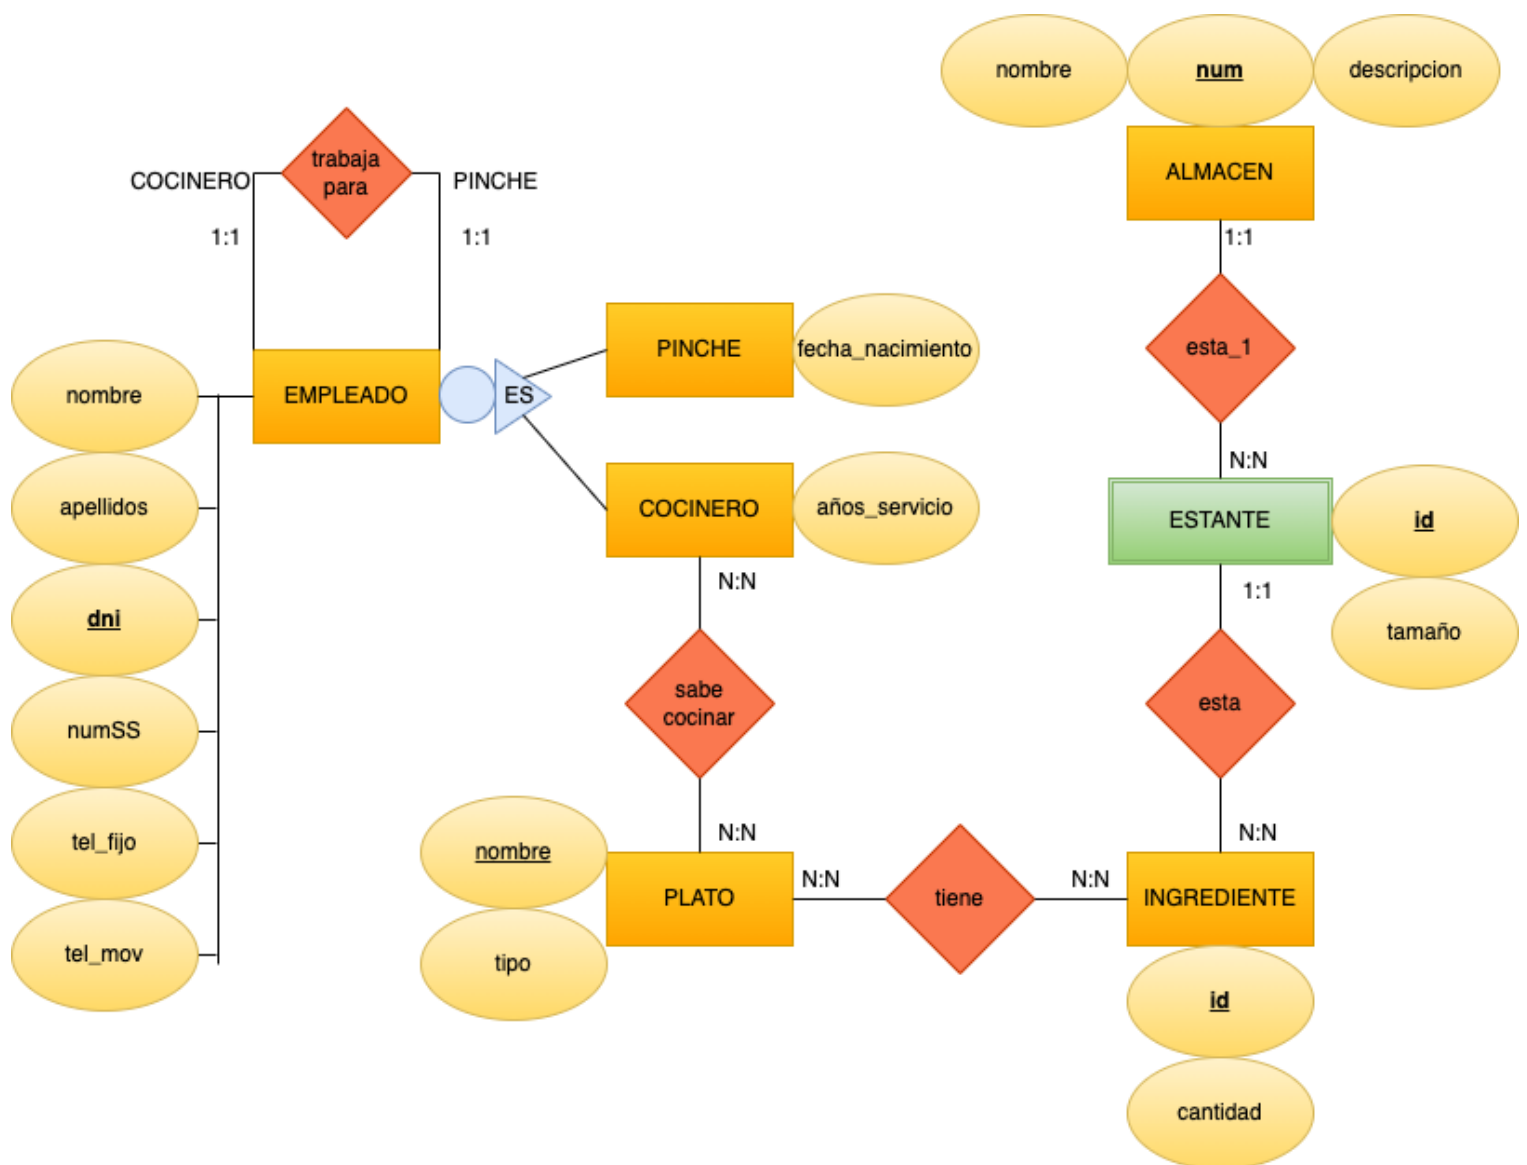 nombre
num
descripcion
ALMACEN
1:1
trabaja
para
COCINERO
PINCHE
1:1
1:1
esta_1
PINCHE
fecha_nacimiento
nombre
EMPLEADO
ES
N:N
apellidos
COCINERO
años_servicio
ESTANTE
id
N:N
1:1
dni
tamaño
sabe
cocinar
esta
numSS
N:N
N:N
tel_fijo
nombre
N:N
N:N
PLATO
tiene
INGREDIENTE
tel_mov
tipo
id
cantidad